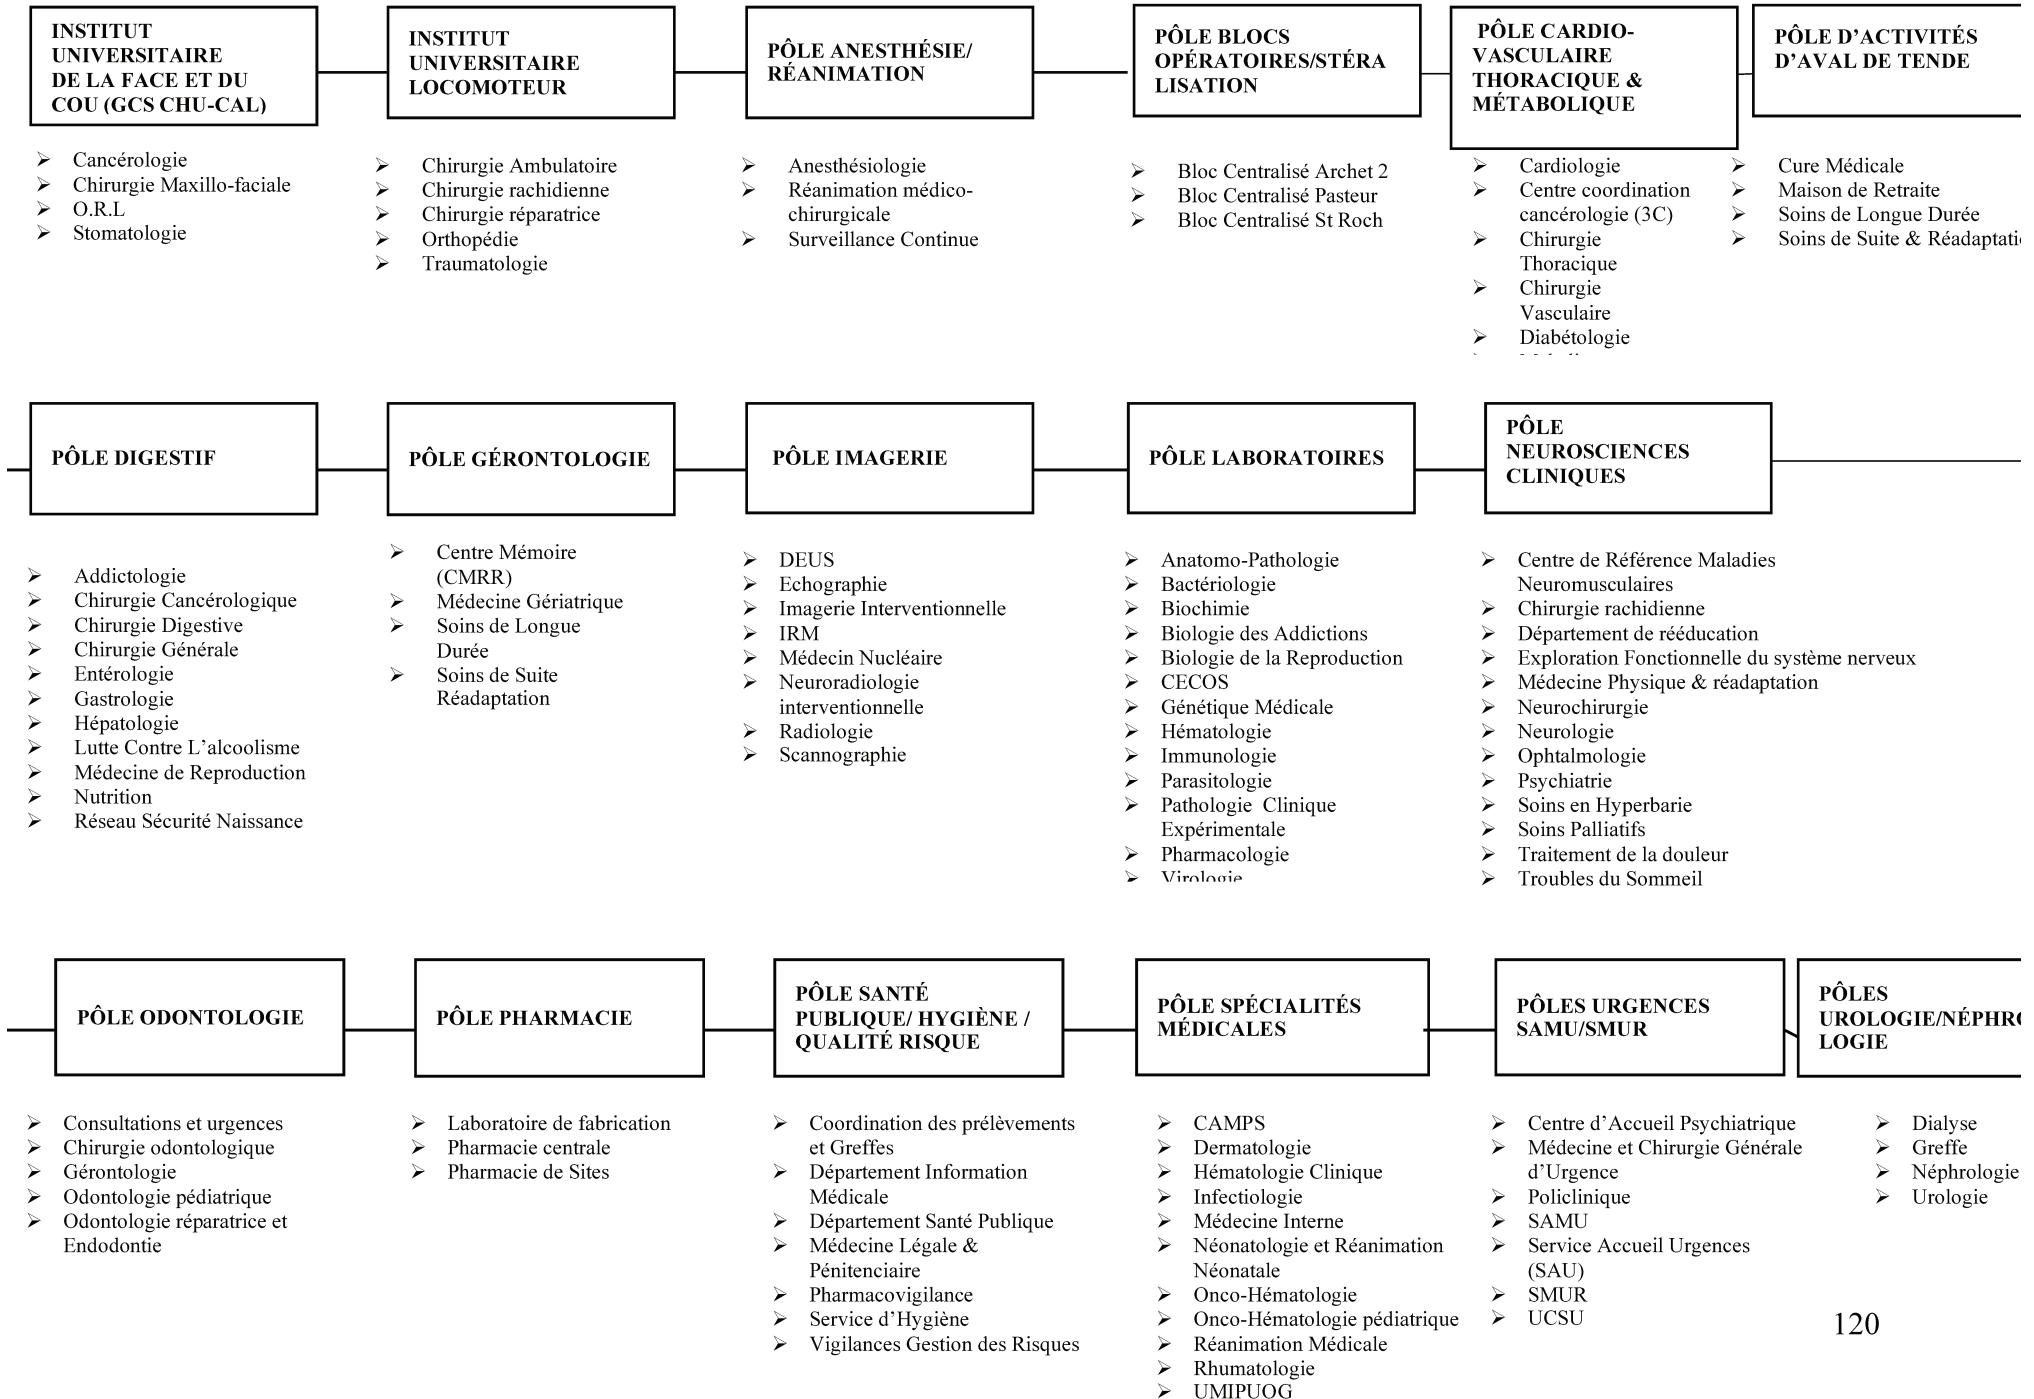 INSTITUT
UNIVERSITAIRE
DE LA FACE ET DU
COU (GCS CHU-CAL)
Cancérologie
Chirurgie Maxillo-faciale
O.R.L
Stomatologie
INSTITUT
UNIVERSITAIRE
LOCOMOTEUR
Chirurgie Ambulatoire
Chirurgie rachidienne
Chirurgie réparatrice
Orthopédie
Traumatologie
PÔLE ANESTHÉSIE/
RÉANIMATION
Anesthésiologie
Réanimation médico-
chirurgicale
Surveillance Continue
PÔLE BLOCS
OPÉRATOIRES/STÉRA
LISATION
Bloc Centralisé Archet 2
Bloc Centralisé Pasteur
Bloc Centralisé St Roch
PÔLE CARDIO-
VASCULAIRE
THORACIQUE &
MÉTABOLIQUE
Cardiologie
Centre coordination
cancérologie (3C)
Chirurgie
Thoracique
Chirurgie
Vasculaire
Diabétologie
PÔLE D’ACTIVITÉS
D’AVAL DE TENDE
Cure Médicale
Maison de Retraite
Soins de Longue Durée
Soins de Suite & Réadaptati
PÔLE DIGESTIF
Addictologie
Chirurgie Cancérologique
Chirurgie Digestive
Chirurgie Générale
Entérologie
Gastrologie
Hépatologie
Lutte Contre L’alcoolisme
Médecine de Reproduction
Nutrition
Réseau Sécurité Naissance
PÔLE GÉRONTOLOGIE
Centre Mémoire
(CMRR)
Médecine Gériatrique
Soins de Longue
Durée
Soins de Suite
Réadaptation
PÔLE IMAGERIE
DEUS
Echographie
Imagerie Interventionnelle
IRM
Médecin Nucléaire
Neuroradiologie
interventionnelle
Radiologie
Scannographie
PÔLE LABORATOIRES
Anatomo-Pathologie
Bactériologie
Biochimie
Biologie des Addictions
Biologie de la Reproduction
CECOS
Génétique Médicale
Hématologie
Immunologie
Parasitologie
Pathologie Clinique
Expérimentale
Pharmacologie
Virologie
PÔLE
NEUROSCIENCES
CLINIQUES
Centre de Référence Maladies
Neuromusculaires
Chirurgie rachidienne
Département de rééducation
Exploration Fonctionnelle du système nerveux
Médecine Physique & réadaptation
Neurochirurgie
Neurologie
Ophtalmologie
Psychiatrie
Soins en Hyperbarie
Soins Palliatifs
Traitement de la douleur
Troubles du Sommeil
PÔLE ODONTOLOGIE
Consultations et urgences
Chirurgie odontologique
Gérontologie
Odontologie pédiatrique
Odontologie réparatrice et
Endodontie
PÔLE PHARMACIE
Laboratoire de fabrication
Pharmacie centrale
Pharmacie de Sites
PÔLE SANTÉ
PUBLIQUE/ HYGIÈNE /
QUALITÉ RISQUE
Coordination des prélèvements
et Greffes
Département Information
Médicale
Département Santé Publique
Médecine Légale &
Pénitenciaire
Pharmacovigilance
Service d’Hygiène
Vigilances Gestion des Risques
PÔLE SPÉCIALITÉS
MÉDICALES
CAMPS
Dermatologie
Hématologie Clinique
Infectiologie
Médecine Interne
Néonatologie et Réanimation
Néonatale
Onco-Hématologie
Onco-Hématologie pédiatrique
Réanimation Médicale
Rhumatologie
UMIPUOG
PÔLES URGENCES
SAMU/SMUR
Centre d’Accueil Psychiatrique
Médecine et Chirurgie Générale
d’Urgence
Policlinique
SAMU
Service Accueil Urgences
(SAU)
SMUR
UCSU
PÔLES
UROLOGIE/NÉPHRO
LOGIE
Dialyse
Greffe
Néphrologie
Urologie
120